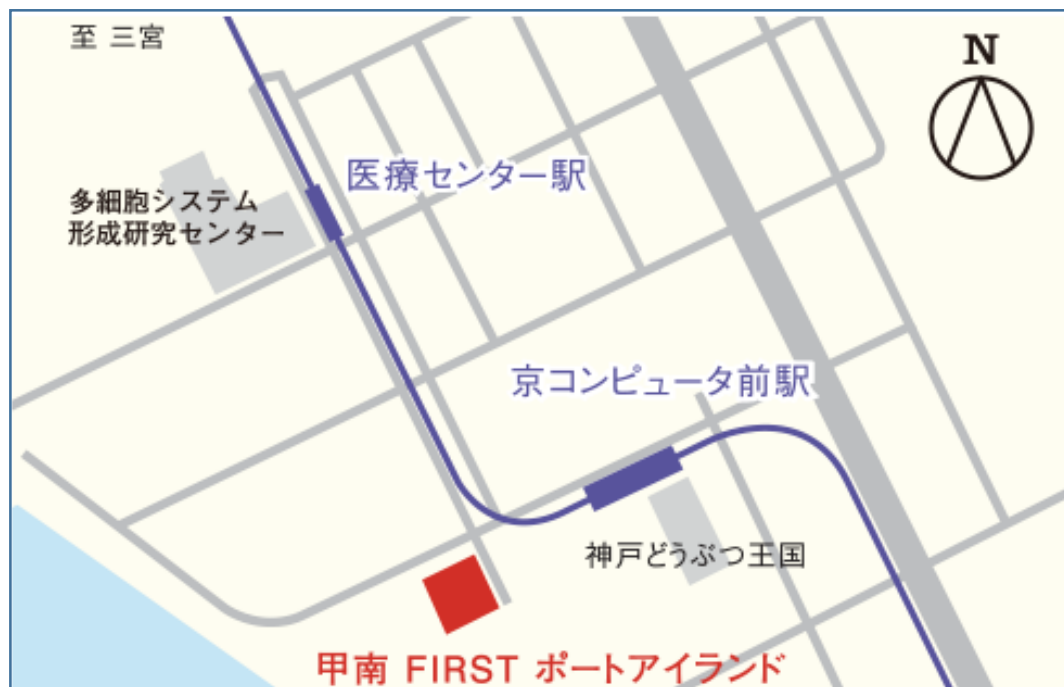 至 三宮
N
医療センター駅
多細胞システム
形成研究センター
京コンピュータ前駅
神戸どうぶつ王国
甲南 FIRST ポートアイランド